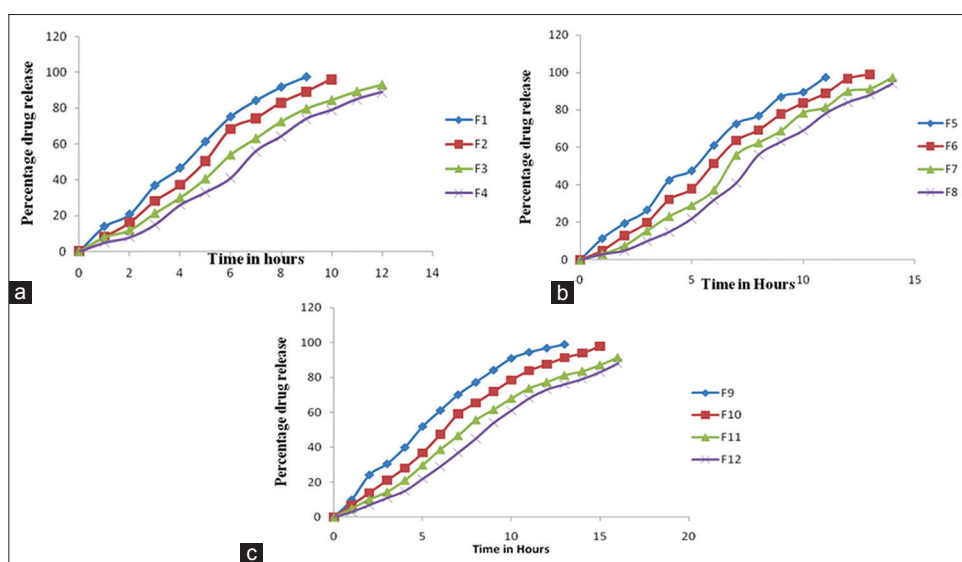 120
100
80
60
40
20
0
Percentage drug release
0 2 4 6 8 10 12 14
Time in hours
F1
F2
F3
F4
a
120
100
80
60
40
20
0
Percentage drug release
0 5 10 15
Time in Hours
F5
F6
F7
F8
b
120
100
80
60
40
20
0
Percentage drug release
0 5 10 15 20
Time in Hours
F9
F10
F11
F12
c